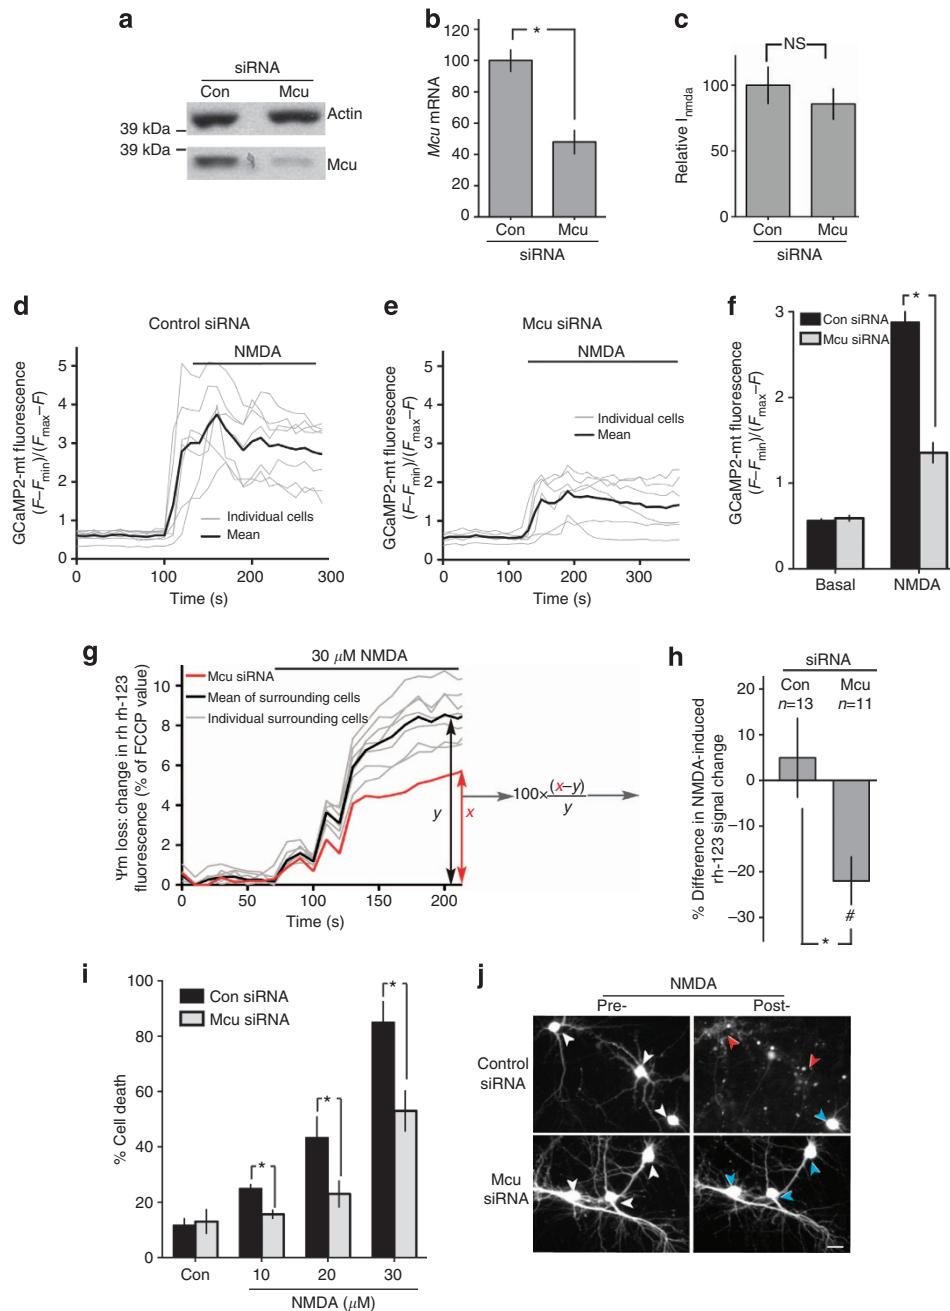 a
siRNA
Con Mcu
Actin
39 kDa
39 kDa
Mcu
b
120
100
80
60
40
20
0
Mcu mRNA
*
Con Mcu
siRNA
c
NS
100
50
0
Relative Inmda
Con Mcu
siRNA
d
Control siRNA
NMDA
GCaMP2-mt fluorescence
(F–Fmin)/(Fmax–F)
5
4
3
2
1
0
Individual cells
Mean
0 100 200 300
Time (s)
e
Mcu siRNA
NMDA
GCaMP2-mt fluorescence
(F–Fmin)/(Fmax–F)
5
4
3
2
1
0
Individual cells
Mean
0 100 200 300
Time (s)
f
*
Con siRNA
Mcu siRNA
GCaMP2-mt fluorescence
(F–Fmin)/(Fmax–F)
3
2
1
0
Basal NMDA
g
30 μM NMDA
Mcu siRNA
Mean of surrounding cells
Individual surrounding cells
Ψm loss: change in rh rh-123
fluorescence (% of FCCP value)
10
8
6
4
2
0
y
x
100×(x–y)
y
0 50 100 150 200
Time (s)
h
siRNA
Con Mcu
n=13 n=11
% Difference in NMDA-induced
rh-123 signal change
20
10
0
–10
–20
–30
#
*
i
Con siRNA
Mcu siRNA
% Cell death
100
80
60
40
20
0
*
*
*
Con 10 20 30
NMDA (μM)
j
NMDA
Pre- Post-
Control
siRNA
Mcu
siRNA